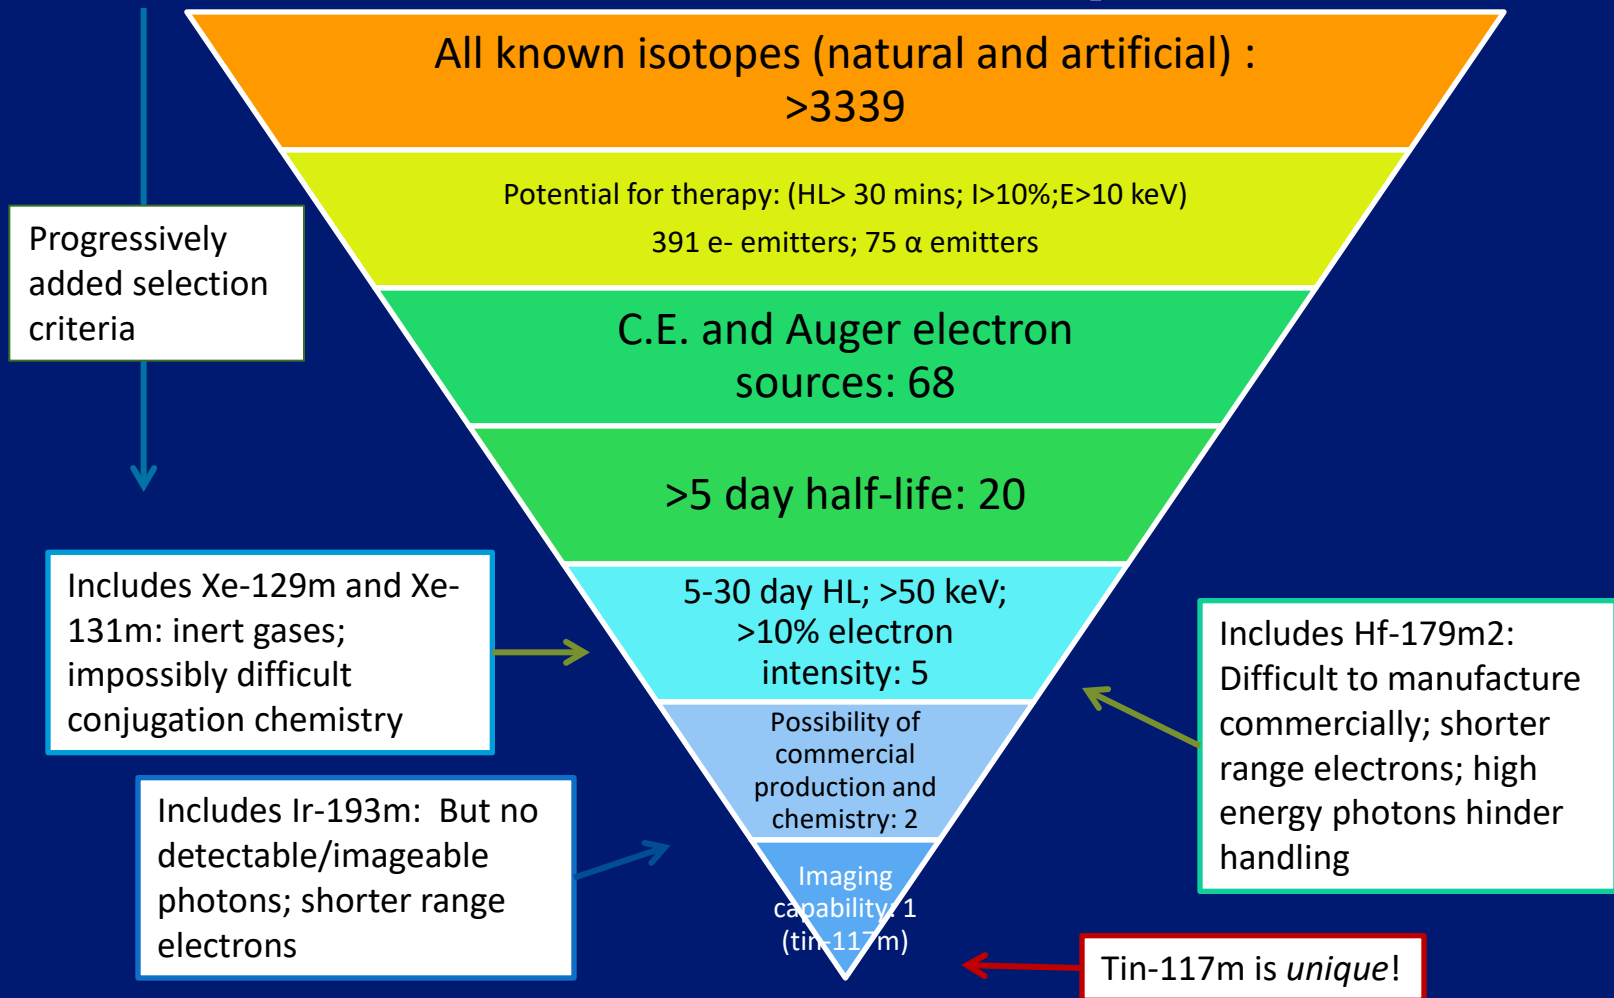 All known isotopes (natural and artificial) :
>3339
Potential for therapy: (HL> 30 mins; I>10%;E>10 keV)
391 e- emitters; 75 α emitters
Progressively
added selection
criteria
C.E. and Auger electron
sources: 68
>5 day half-life: 20
Includes Xe-129m and Xe-
131m: inert gases;
impossibly difficult
conjugation chemistry
5-30 day HL; >50 keV;
>10% electron
intensity: 5
Includes Hf-179m2:
Difficult to manufacture
commercially; shorter
range electrons; high
energy photons hinder
handling
Possibility of
commercial
production and
chemistry: 2
Includes Ir-193m:  But no
detectable/imageable
photons; shorter range
electrons
Imaging
capability: 1
(tin-117m)
Tin-117m is unique!